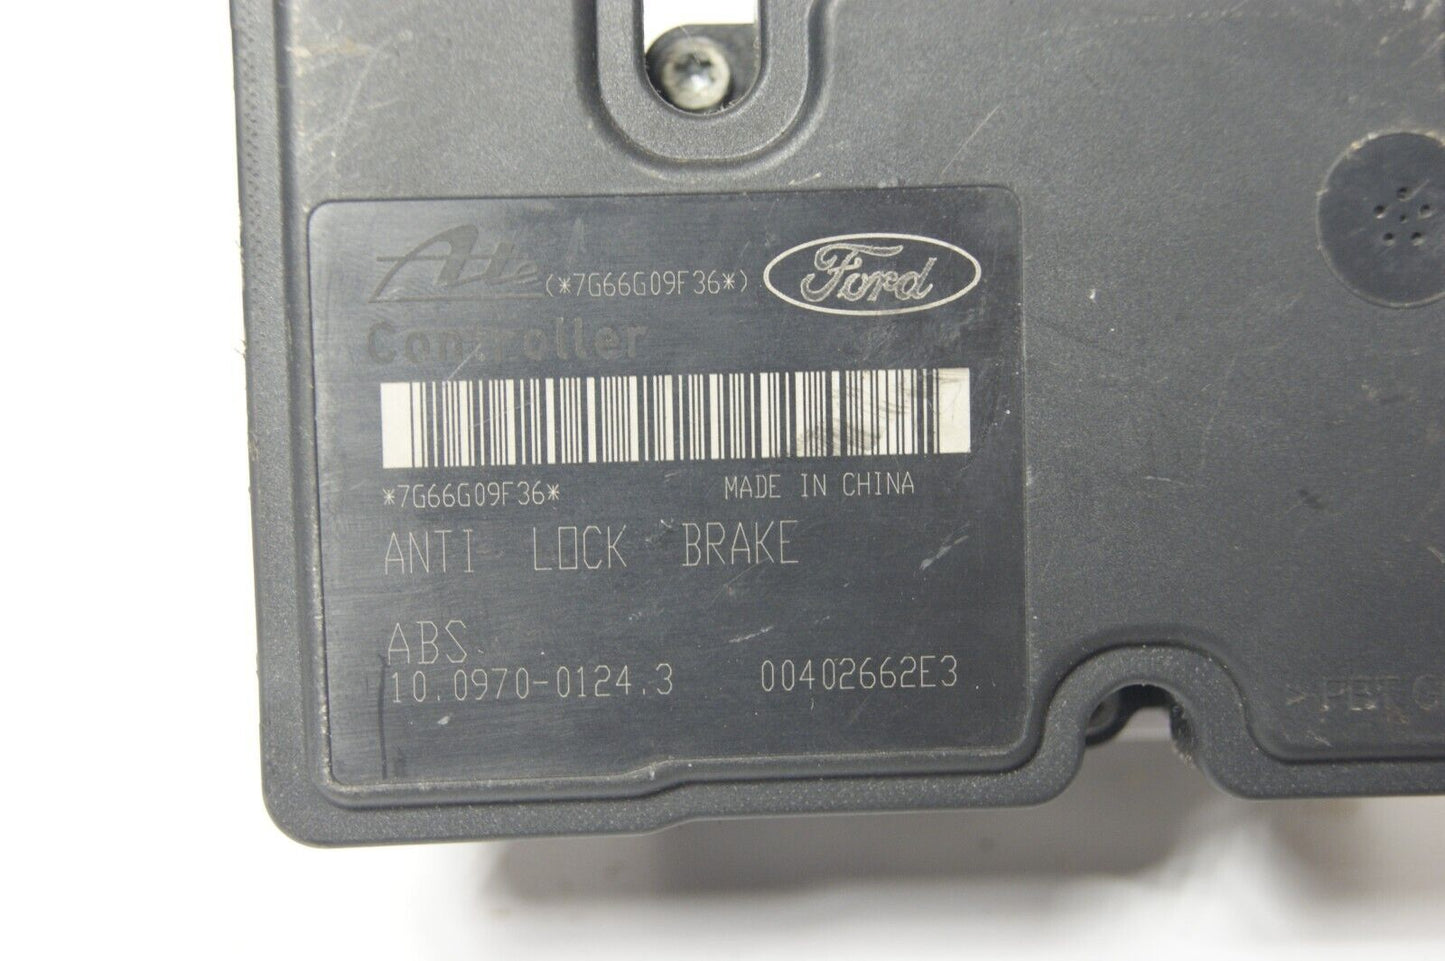 Ate (*7G66G09F36*) Ford
Controller
*7G66G09F36* MADE IN CHINA
ANTI LOCK BRAKE
ABS
10.0970-0124.3 00402662E3